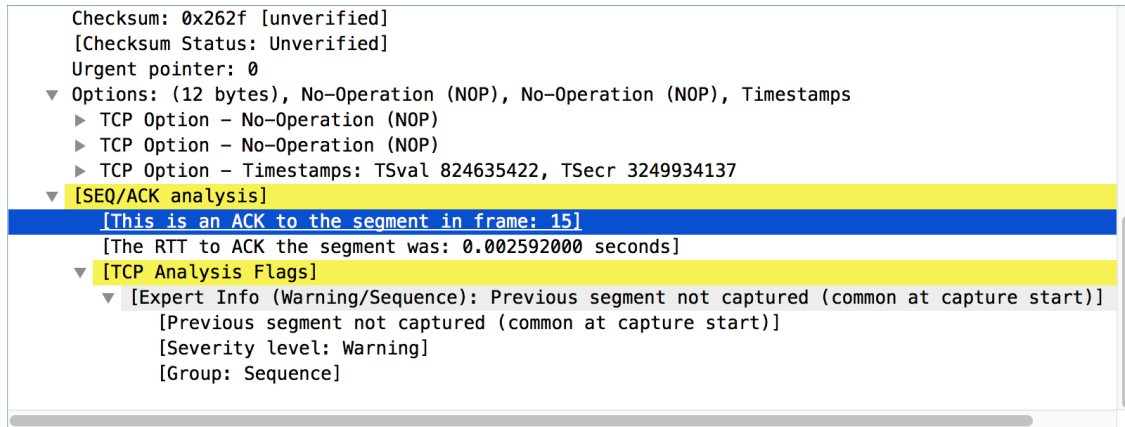 Checksum: 0x262f [unverified]
[Checksum Status: Unverified]
Urgent pointer: 0
Options: (12 bytes), No-Operation (NOP), No-Operation (NOP), Timestamps
TCP Option – No-Operation (NOP)
TCP Option – No-Operation (NOP)
TCP Option – Timestamps: TSval 824635422, TSecr 3249934137
[SEQ/ACK analysis]
[This is an ACK to the segment in frame: 15]
[The RTT to ACK the segment was: 0.002592000 seconds]
[TCP Analysis Flags]
[Expert Info (Warning/Sequence): Previous segment not captured (common at capture start)]
[Previous segment not captured (common at capture start)]
[Severity level: Warning]
[Group: Sequence]